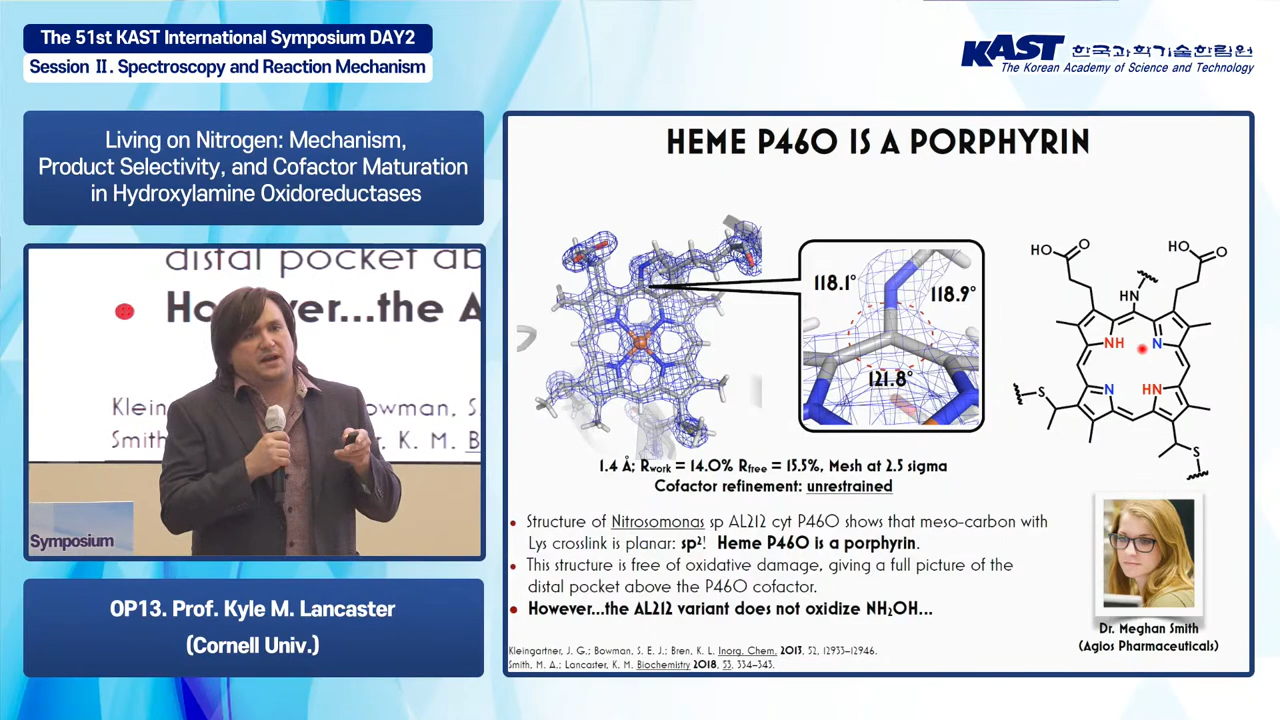 The 51st KAST International Symposium DAY2
Session Ⅱ. Spectroscopy and Reaction Mechanism
KAST 한국과학기술한림원
The Korean Academy of Science and Technology
Living on Nitrogen: Mechanism,
Product Selectivity, and Cofactor Maturation
in Hydroxylamine Oxidoreductases
distal pocket ab
However...the A
Klein
owman, S.
Smith
r, K. M. B
Symposium
OP13. Prof. Kyle M. Lancaster
(Cornell Univ.)
HEME P460 IS A PORPHYRIN
118.1°
118.9°
121.8°
HO
O
HO
O
HN
NH
N
N
HN
S
S
1.4 Å; Rwork = 14.0% Rfree = 15.5%, Mesh at 2.5 sigma
Cofactor refinement: unrestrained
• Structure of Nitrosomonas sp AL212 cyt P460 shows that meso-carbon with
Lys crosslink is planar: sp²! Heme P460 is a porphyrin.
• This structure is free of oxidative damage, giving a full picture of the
distal pocket above the P460 cofactor.
• However...the AL212 variant does not oxidize NH₂OH...
Kleingartner, J. G.; Bowman, S. E. J.; Bren, K. L. Inorg. Chem. 2013, 52, 12933–12946.
Smith, M. A.; Lancaster, K. M. Biochemistry 2018, 53, 334–343.
Dr. Meghan Smith
(Agios Pharmaceuticals)